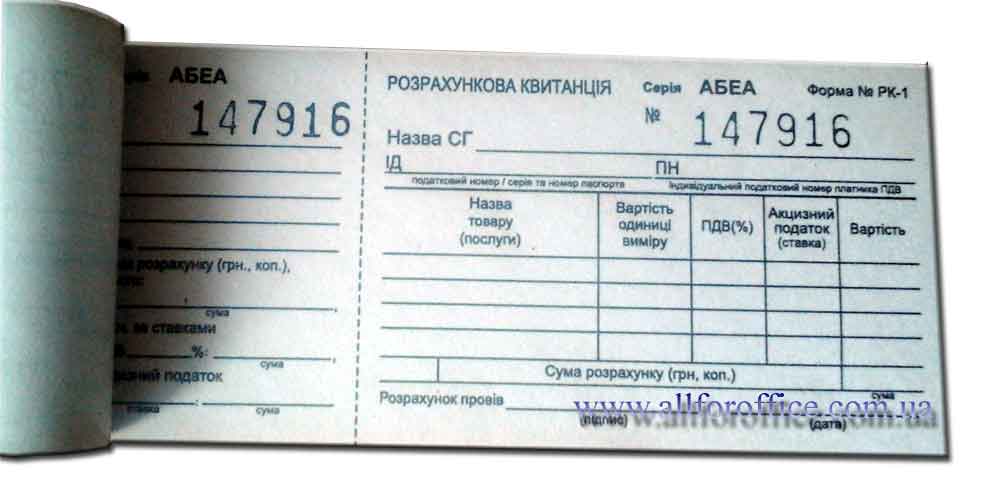 АБЕА
147916
розрахунку (грн., коп.),
сума
за ставками
%:
сума
податок
ставка : сума
РОЗРАХУНКОВА КВИТАНЦІЯ Серія АБЕА Форма № РК-1
№ 147916
Назва СГ
ІД ПН
податковий номер / серія та номер паспорта Індивідуальний податковий номер платника ПДВ
Назва товару (послуги) Вартість одиниці виміру ПДВ(%) Акцизний податок (ставка) Вартість
Сума розрахунку (грн, коп.)
сума
Розрахунок провів
(підпис) (дата)
www.allforoffice.com.ua